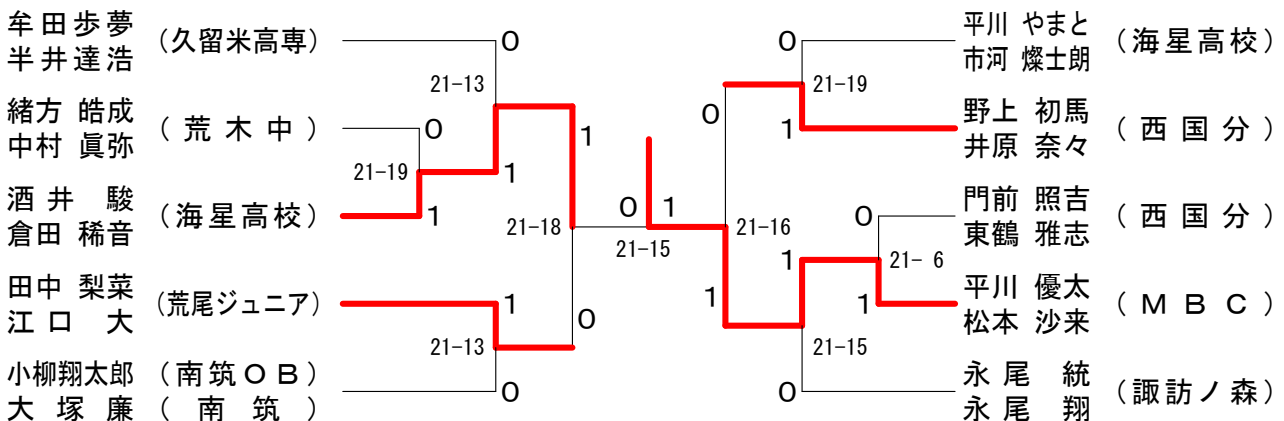 牟田歩夢
半井達浩
(久留米高専)
0
21-13
緒方 皓成
中村 眞弥
(荒木中)
0
21-19
1
1
酒井 駿
倉田 稀音
(海星高校)
1
21-18
田中 梨菜
江口 大
(荒尾ジュニア)
1
0
21-13
小柳翔太郎
大塚廉
(南筑OB)
(南筑)
0
0
1
21-15
平川 やまと
市河 燦士朗
(海星高校)
0
21-19
0
野上 初馬
井原 奈々
(西国分)
1
21-16
門前 照吉
東鶴 雅志
(西国分)
0
21- 6
1
平川 優太
松本 沙来
(MBC)
1
1
21-15
永尾 統
永尾 翔
(諏訪ノ森)
0